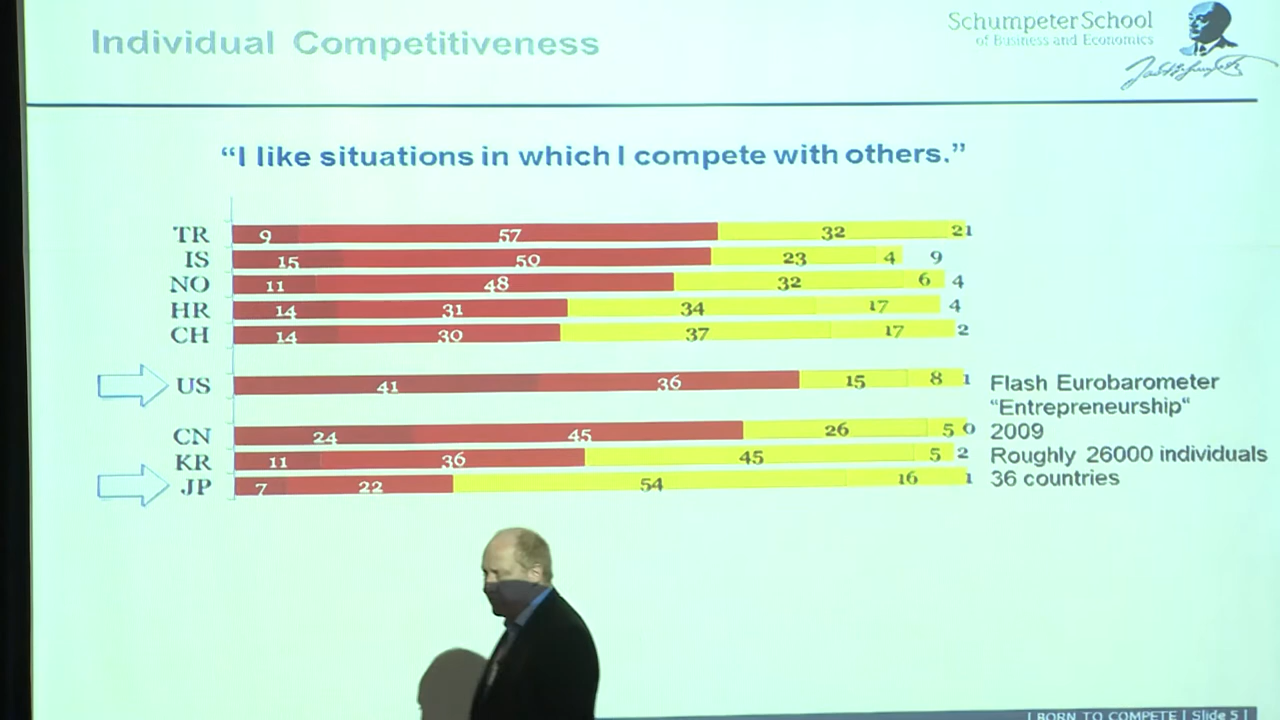 Individual Competitiveness
Schumpeter School
of Business and Economics
“I like situations in which I compete with others.”
TR 9 57 32 21
IS 15 50 23 4 9
NO 11 48 32 6 4
HR 14 31 34 17 4
CH 14 30 37 17 2
US 41 36 15 8 1
CN 24 45 26 5 0
KR 11 36 45 5 2
JP 7 22 54 16 1
Flash Eurobarometer
“Entrepreneurship“
2009
Roughly 26000 individuals
36 countries
| BORN TO COMPETE | Slide 5 |